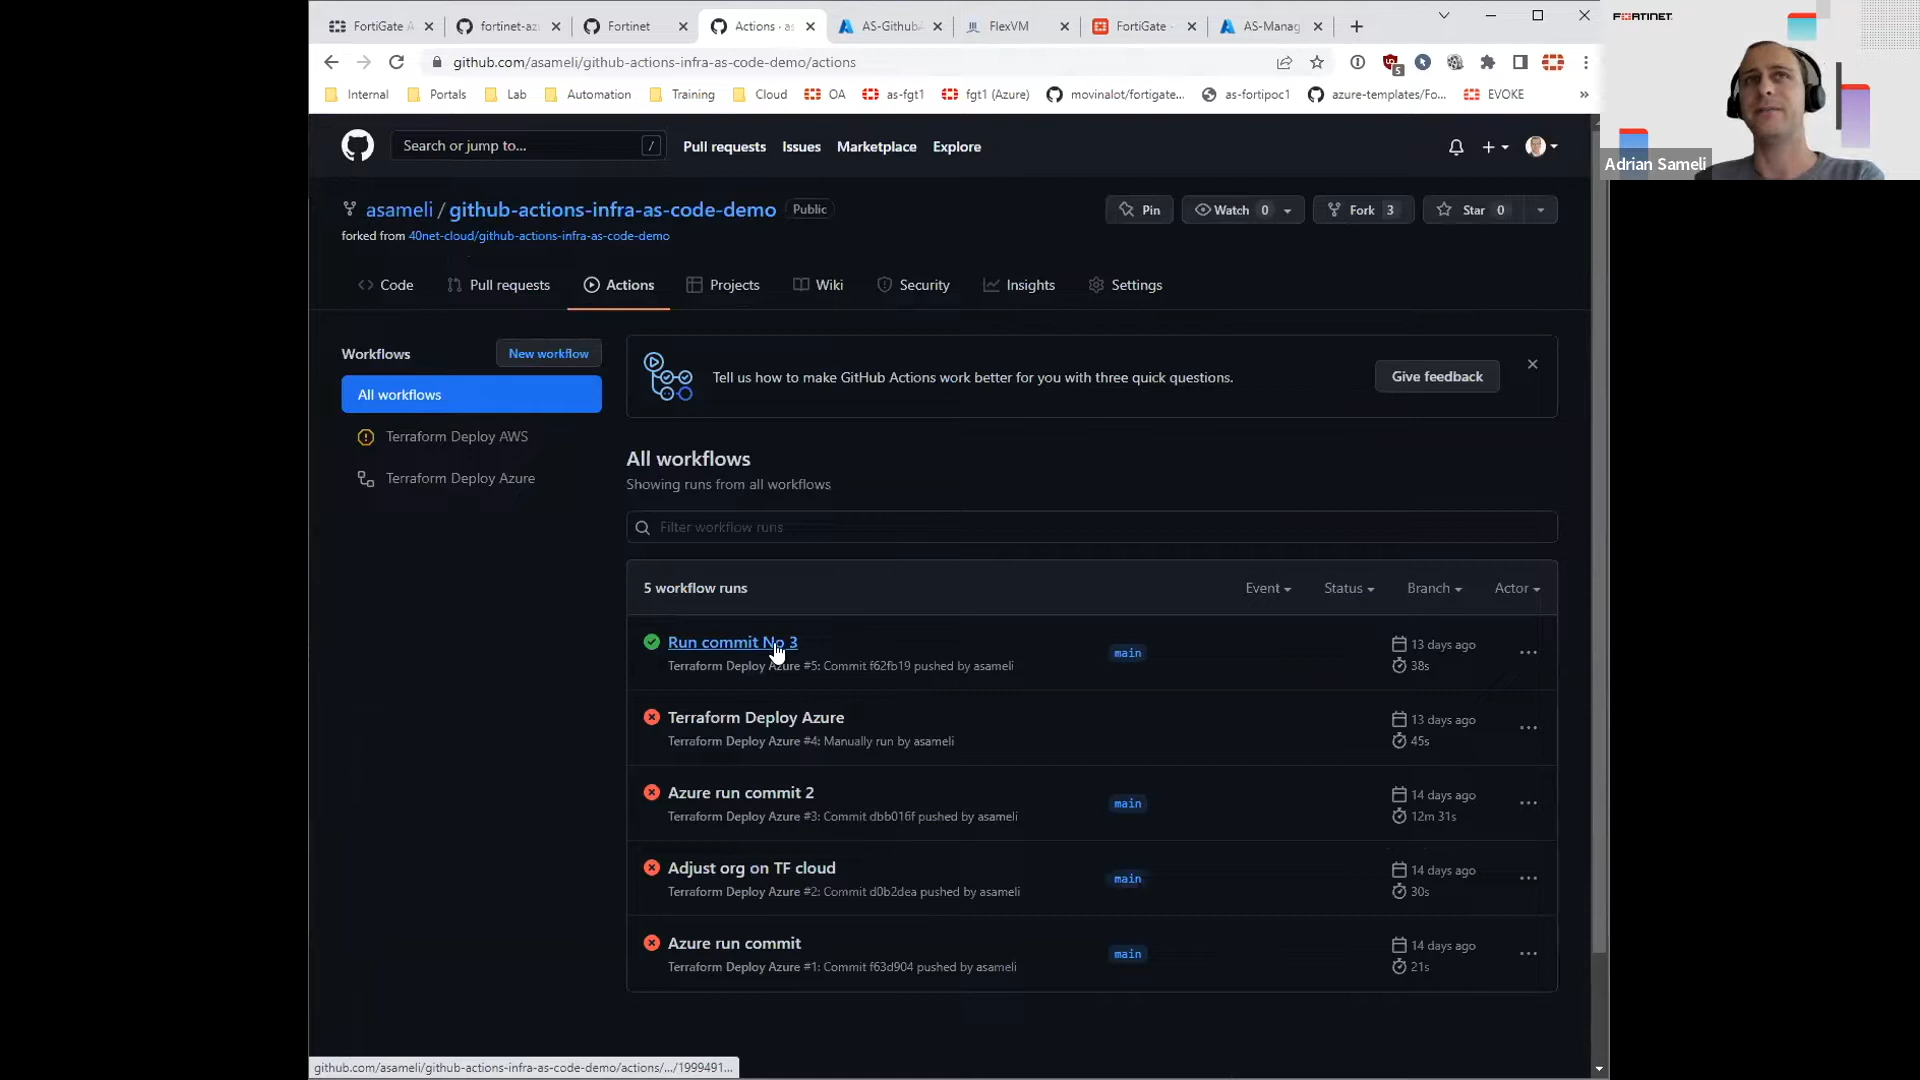 FortiGate A
fortinet-az
Fortinet
Actions · as
AS-Github
FlexVM
FortiGate -
AS-Manag
github.com/asameli/github-actions-infra-as-code-demo/actions
5
Internal
Portals
Lab
Automation
Training
Cloud
OA
as-fgt1
fgt1 (Azure)
movinalot/fortigate...
as-fortipoc1
azure-templates/Fo...
EVOKE
»
FORTINET
Adrian Sameli
Search or jump to...
/
Pull requests
Issues
Marketplace
Explore
asameli / github-actions-infra-as-code-demo
Public
Pin
Watch 0
Fork 3
Star 0
forked from 40net-cloud/github-actions-infra-as-code-demo
Code
Pull requests
Actions
Projects
Wiki
Security
Insights
Settings
Workflows
New workflow
All workflows
Terraform Deploy AWS
Terraform Deploy Azure
Tell us how to make GitHub Actions work better for you with three quick questions.
Give feedback
All workflows
Showing runs from all workflows
Filter workflow runs
5 workflow runs
Event
Status
Branch
Actor
Run commit No 3
Terraform Deploy Azure #5: Commit f62fb19 pushed by asameli
main
13 days ago
38s
Terraform Deploy Azure
Terraform Deploy Azure #4: Manually run by asameli
13 days ago
45s
Azure run commit 2
Terraform Deploy Azure #3: Commit dbb016f pushed by asameli
main
14 days ago
12m 31s
Adjust org on TF cloud
Terraform Deploy Azure #2: Commit d0b2dea pushed by asameli
main
14 days ago
30s
Azure run commit
Terraform Deploy Azure #1: Commit f63d904 pushed by asameli
main
14 days ago
21s
github.com/asameli/github-actions-infra-as-code-demo/actions/.../1999491...